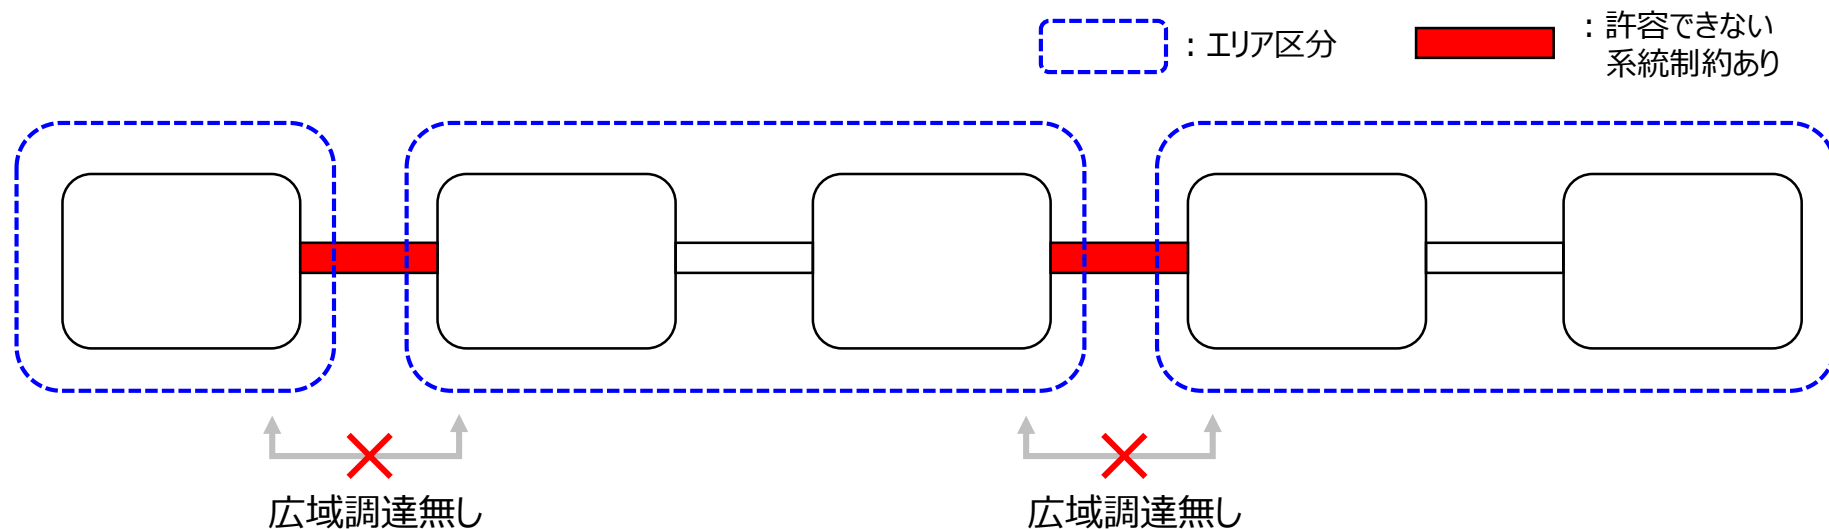 ：エリア区分
：許容できない
系統制約あり
広域調達無し
広域調達無し